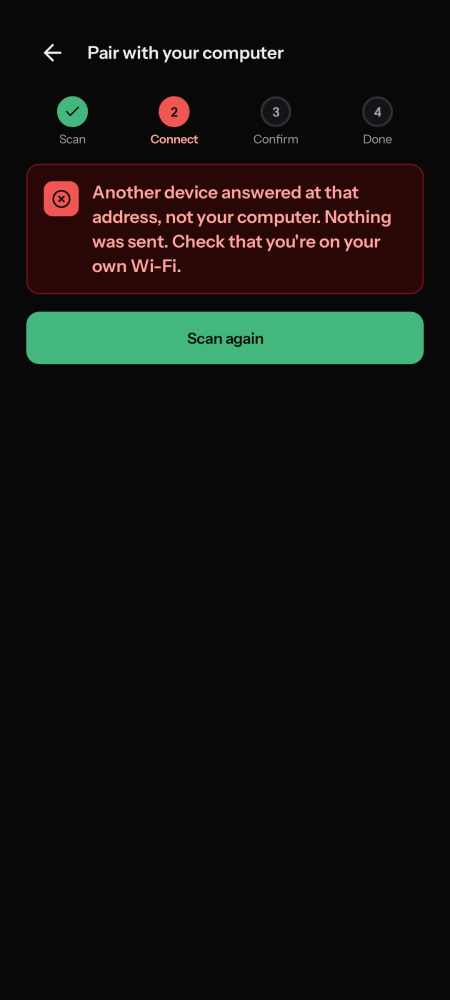 Pair with your computer
2
3
4
Scan
Connect
Confirm
Done
Another device answered at that
address, not your computer. Nothing
was sent. Check that you're on your
own Wi-Fi.
Scan again